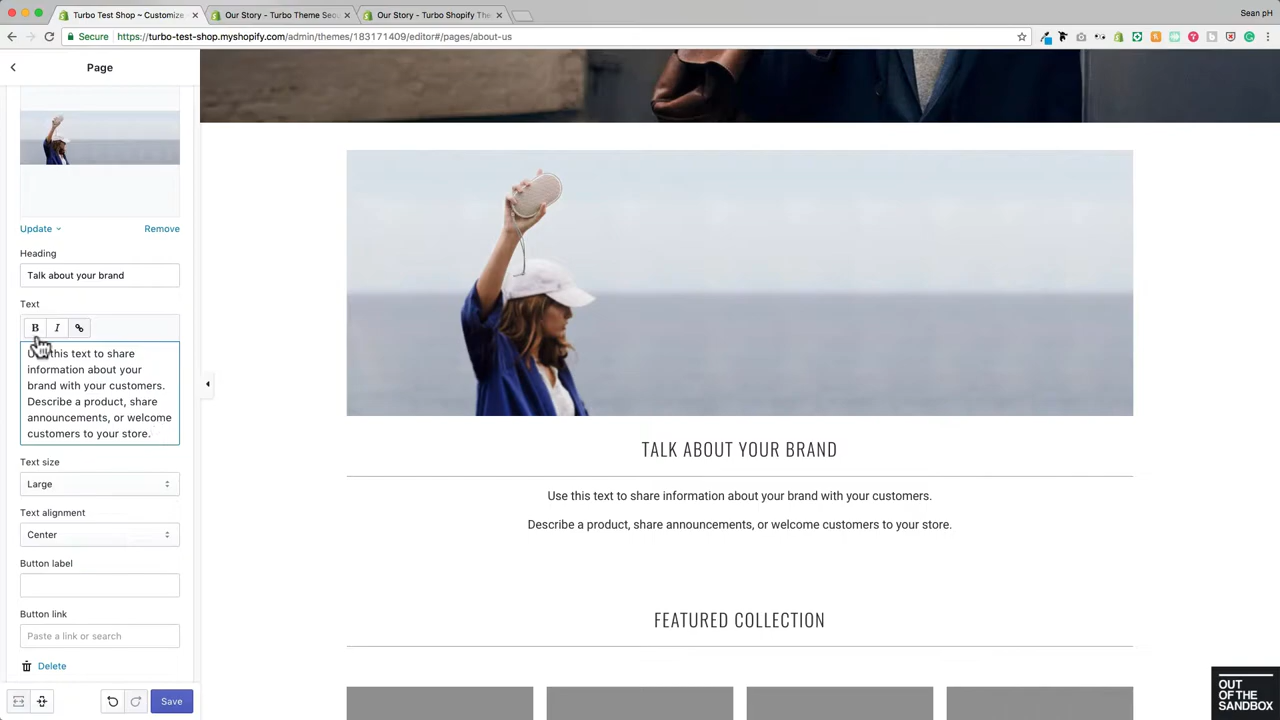 Turbo Test Shop ~ Customize
Our Story - Turbo Theme Seo
Our Story - Turbo Shopify The
Sean pH
Secure
https://turbo-test-shop.myshopify.com/admin/themes/183171409/editor#/pages/about-us
Page
Update
Remove
Heading
Talk about your brand
Text
B I
Use this text to share
information about your
brand with your customers.
Describe a product, share
announcements, or welcome
customers to your store.
Text size
Large
Text alignment
Center
Button label
Button link
Paste a link or search
Delete
Save
TALK ABOUT YOUR BRAND
Use this text to share information about your brand with your customers.
Describe a product, share announcements, or welcome customers to your store.
FEATURED COLLECTION
OUT
OF THE
SANDBOX